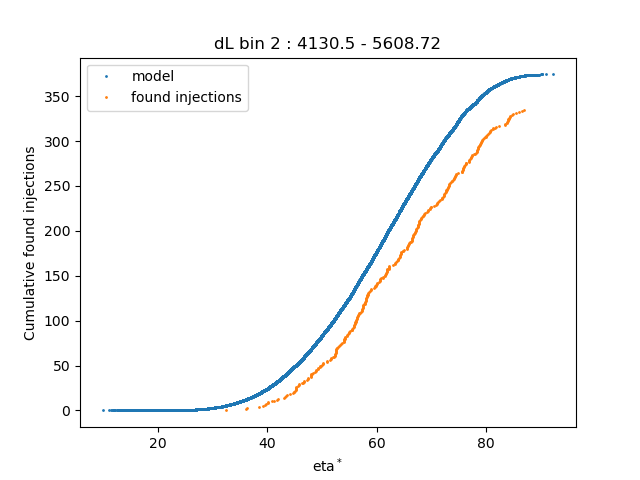 dL bin 2 : 4130.5 - 5608.72
model
found injections
Cumulative found injections
350
300
250
200
150
100
50
0
20 40 60 80
eta*